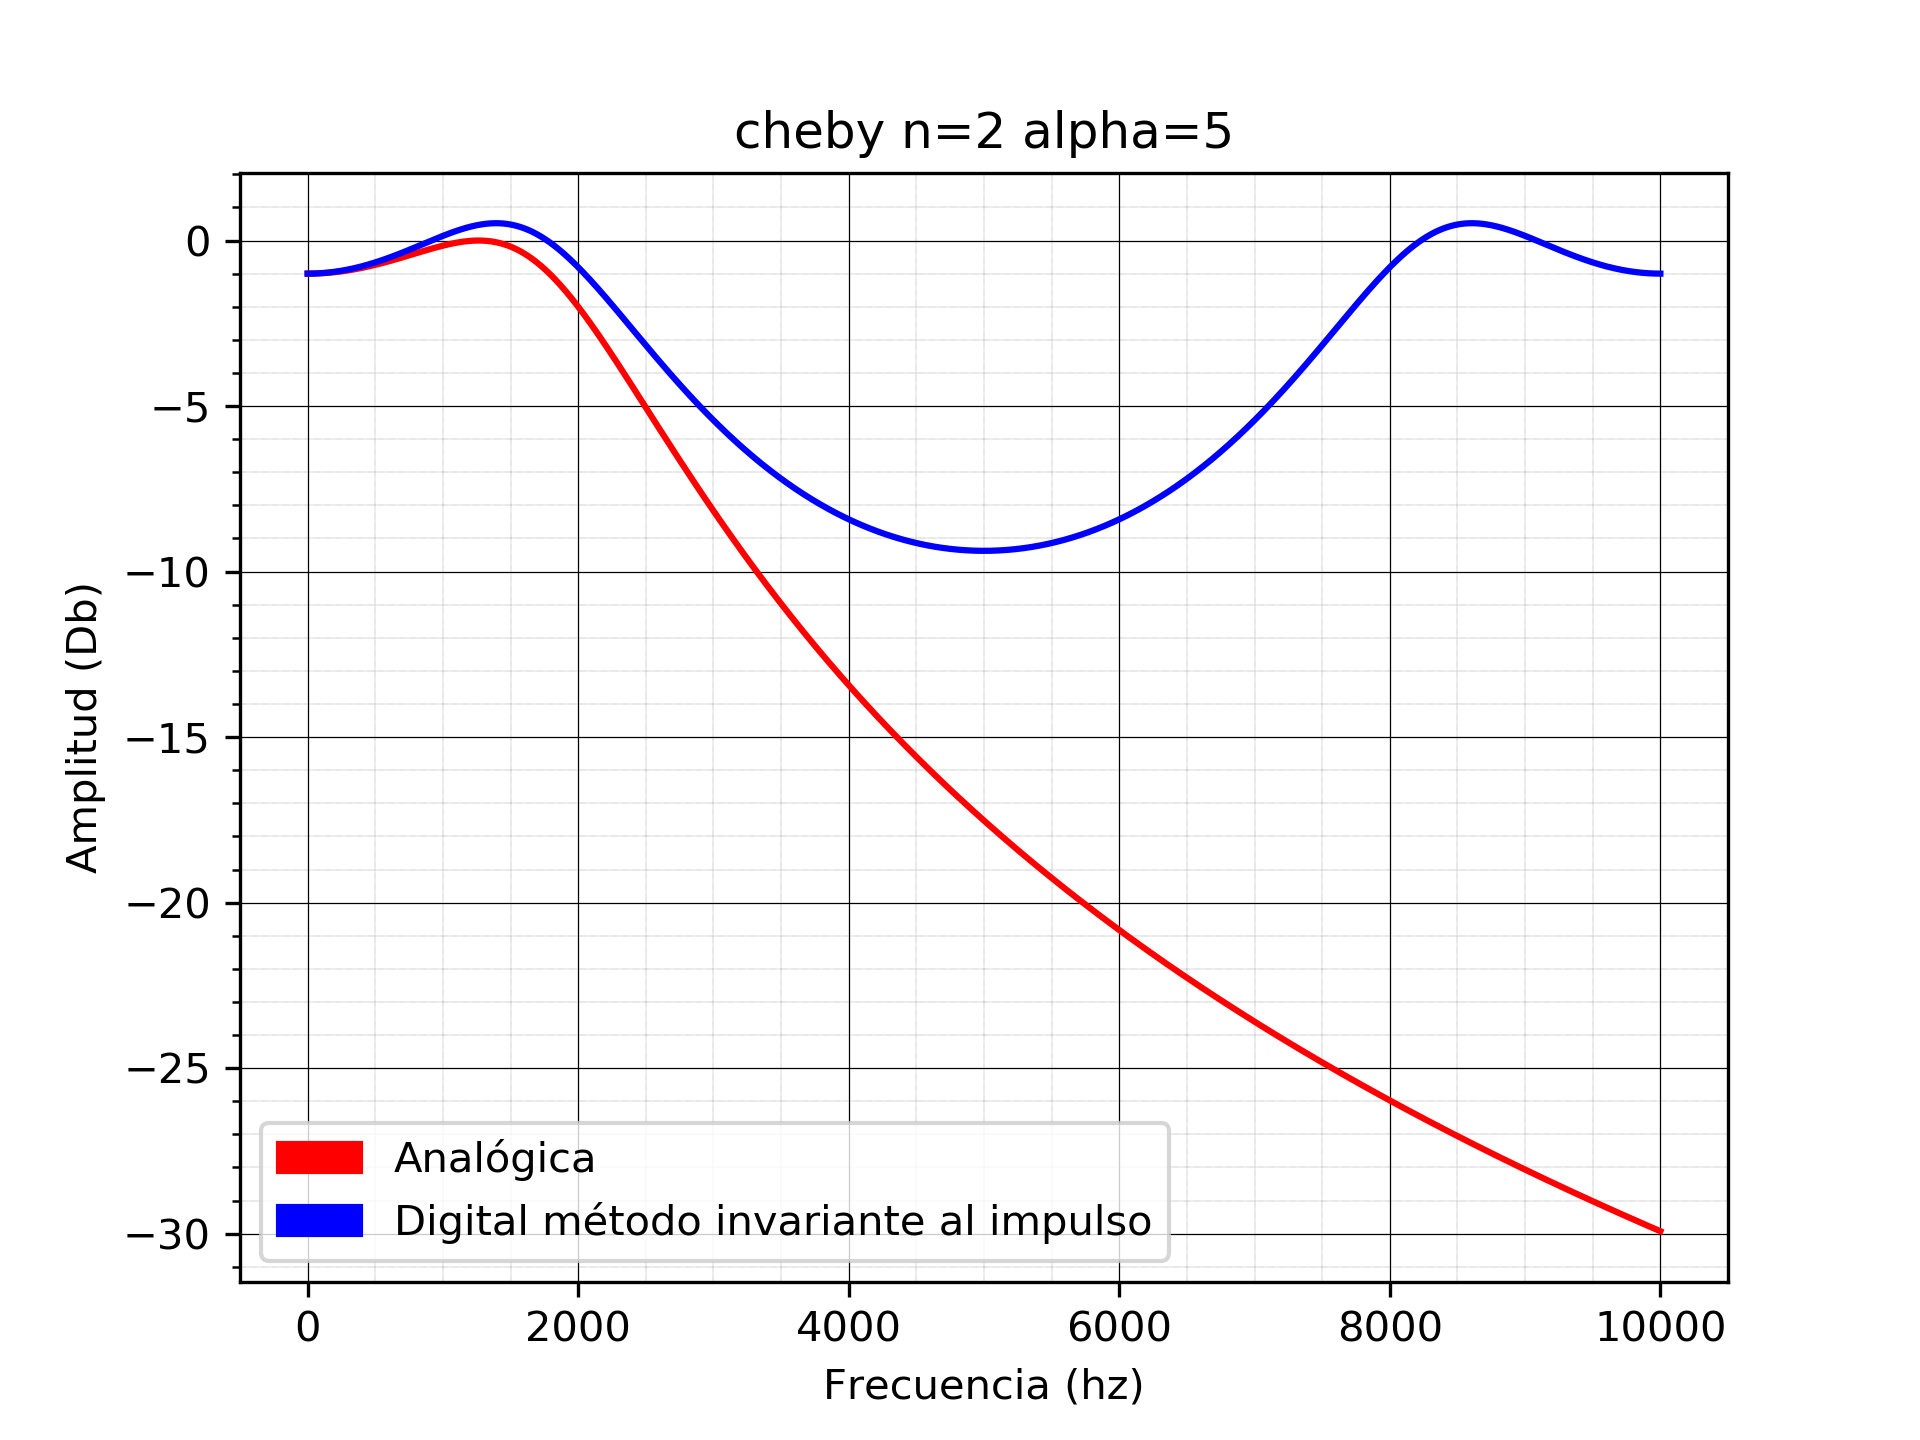 cheby n=2 alpha=5
Amplitud (Db)
0
−5
−10
−15
−20
−25
−30
Analógica
Digital método invariante al impulso
0 2000 4000 6000 8000 10000
Frecuencia (hz)